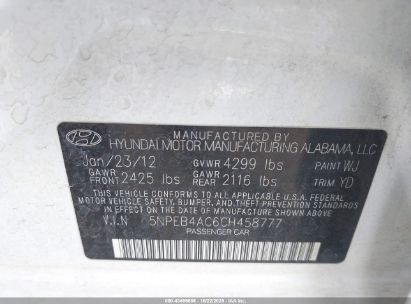 MANUFACTURED BY
HYUNDAI MOTOR MANUFACTURING ALABAMA, LLC
Jan/23/12 GVWR 4299 lbs PAINT WJ
GAWR FRONT 2425 lbs GAWR REAR 2116 lbs TRIM YD
THIS VEHICLE CONFORMS TO ALL APPLICABLE U.S.A FEDERAL
MOTOR VEHICLE SAFETY, BUMPER, AND THEFT PREVENTION
STANDARDS IN EFFECT ON THE DATE OF MANUFACTURE SHOWN ABOVE.
V.I.N 5NPEB4AC6CH458777
PASSENGER CAR